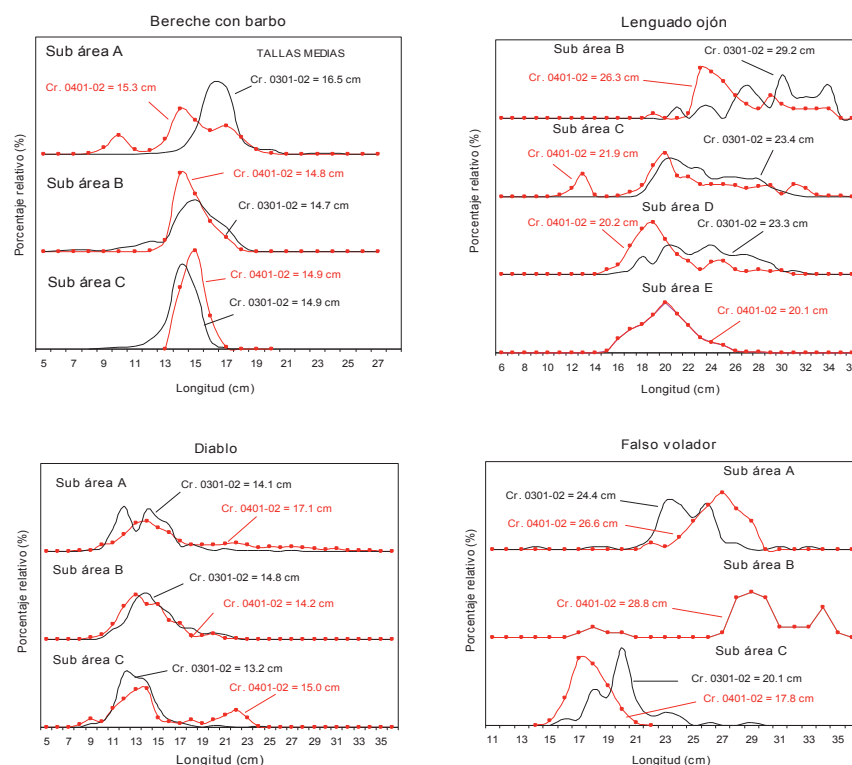 Bereche con barbo
Sub área A
TALLAS MEDIAS
Cr. 0301-02 = 16.5 cm
Cr. 0401-02 = 15.3 cm
Sub área B
Cr. 0401-02 = 14.8 cm
Cr. 0301-02 = 14.7 cm
Sub área C
Cr. 0401-02 = 14.9 cm
Cr. 0301-02 = 14.9 cm
Porcentaje relativo (%)
5 7 9 11 13 15 17 19 21 23 25 27
Longitud (cm)
Lenguado ojón
Sub área B
Cr. 0301-02 = 29.2 cm
Cr. 0401-02 = 26.3 cm
Sub área C
Cr. 0301-02 = 23.4 cm
Cr. 0401-02 = 21.9 cm
Sub área D
Cr. 0401-02 = 20.2 cm
Cr. 0301-02 = 23.3 cm
Sub área E
Cr. 0401-02 = 20.1 cm
Porcentaje relativo (%)
6 8 10 12 14 16 18 20 22 24 26 28 30 32 34
Longitud (cm)
Diablo
Sub área A
Cr. 0301-02 = 14.1 cm
Cr. 0401-02 = 17.1 cm
Sub área B
Cr. 0301-02 = 14.8 cm
Cr. 0401-02 = 14.2 cm
Sub área C
Cr. 0301-02 = 13.2 cm
Cr. 0401-02 = 15.0 cm
Porcentaje relativo (%)
5 7 9 11 13 15 17 19 21 23 25 27 29 31 33 35
Longitud (cm)
Falso volador
Sub área A
Cr. 0301-02 = 24.4 cm
Cr. 0401-02 = 26.6 cm
Sub área B
Cr. 0401-02 = 28.8 cm
Sub área C
Cr. 0301-02 = 20.1 cm
Cr. 0401-02 = 17.8 cm
Porcentaje relativo (%)
11 13 15 17 19 21 23 25 27 29 31 33 35
Longitud (cm)